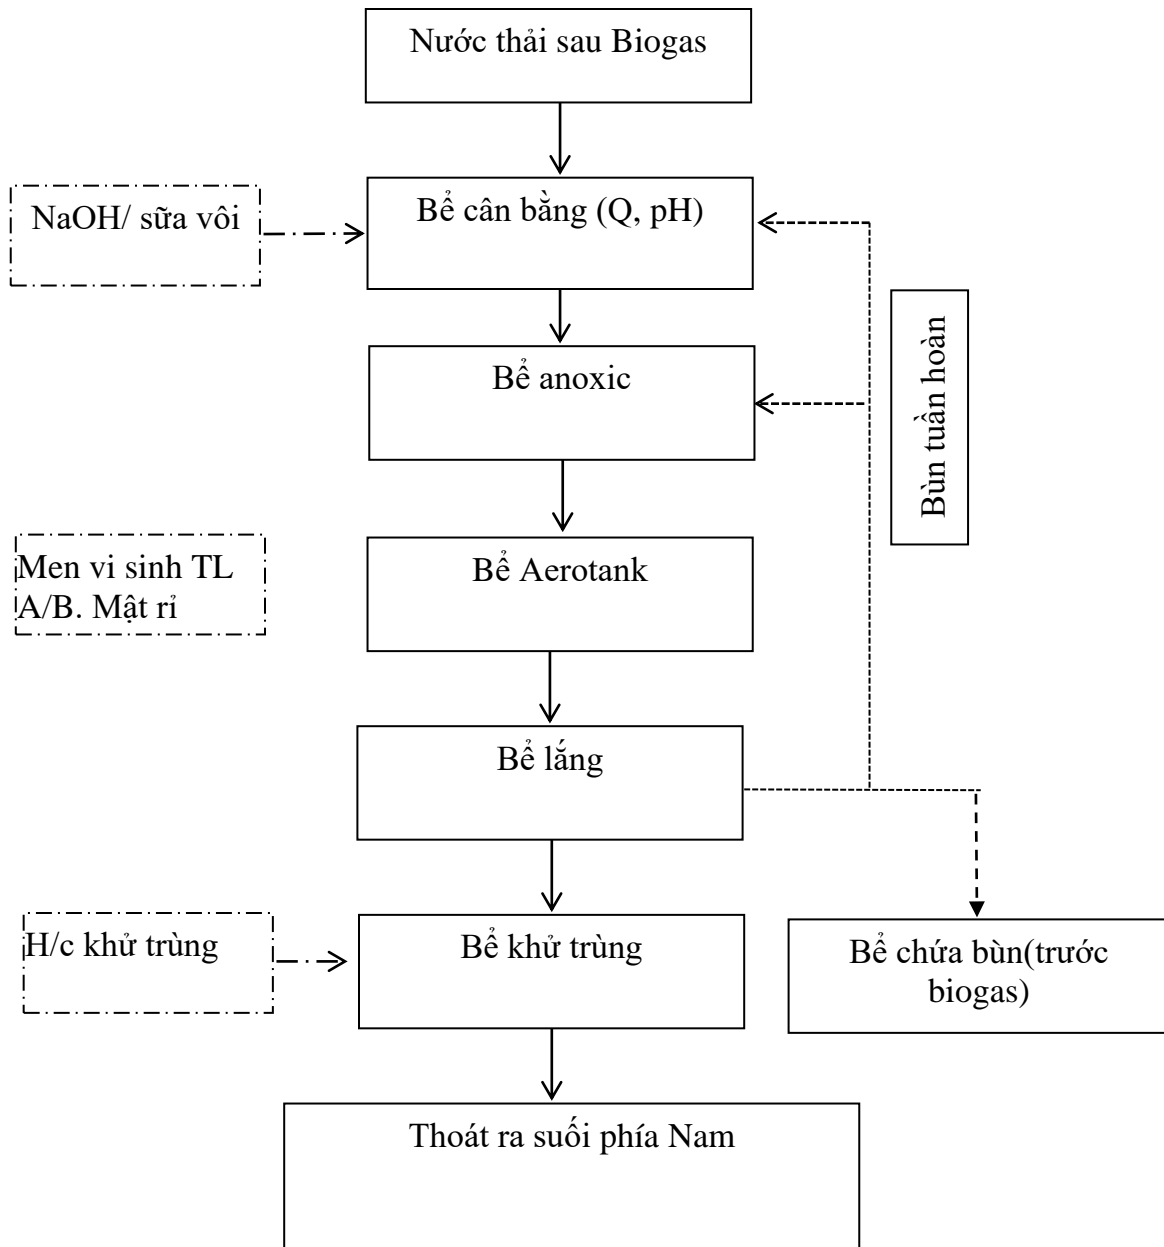 Nước thải sau Biogas
NaOH/ sữa vôi
Bể cân bằng (Q, pH)
Bể anoxic
Bùn tuần hoàn
Men vi sinh TL
A/B. Mật rỉ
Bể Aerotank
Bể lắng
H/c khử trùng
Bể khử trùng
Bể chứa bùn(trước
biogas)
Thoát ra suối phía Nam